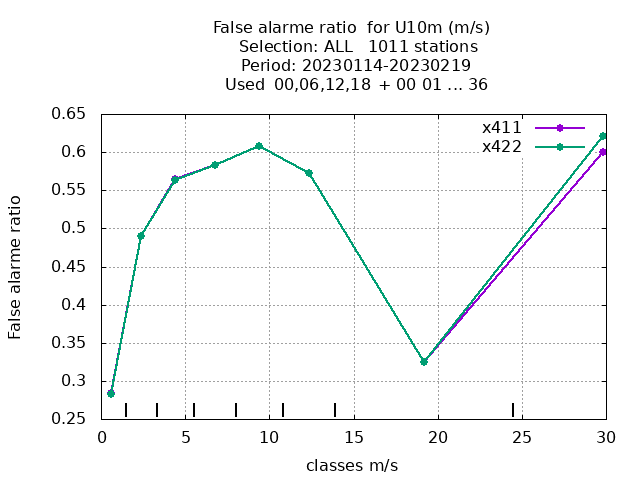 False alarme ratio  for U10m (m/s)
Selection: ALL   1011 stations
Period: 20230114-20230219
Used  00,06,12,18 + 00 01 ... 36
0.65
0.6
0.55
0.5
0.45
0.4
0.35
0.3
0.25
False alarme ratio
x411
x422
0 5 10 15 20 25 30
classes m/s